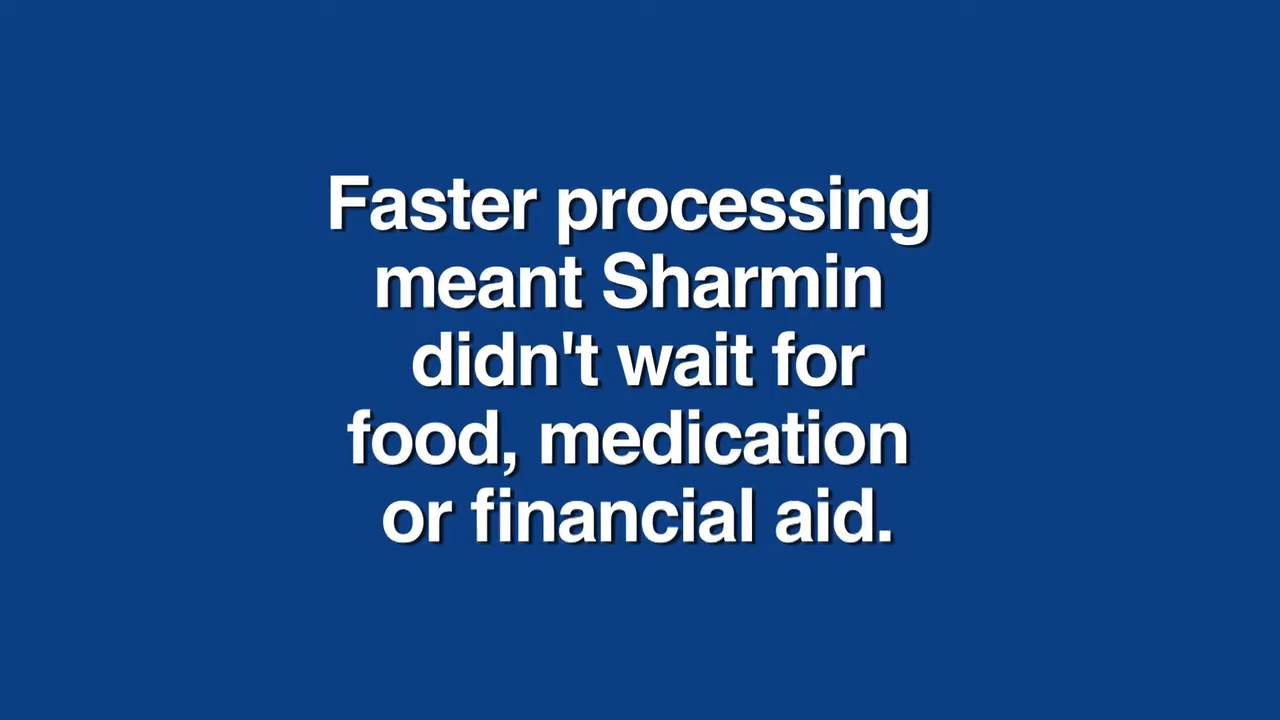 Faster processing
meant Sharmin
didn't wait for
food, medication
or financial aid.